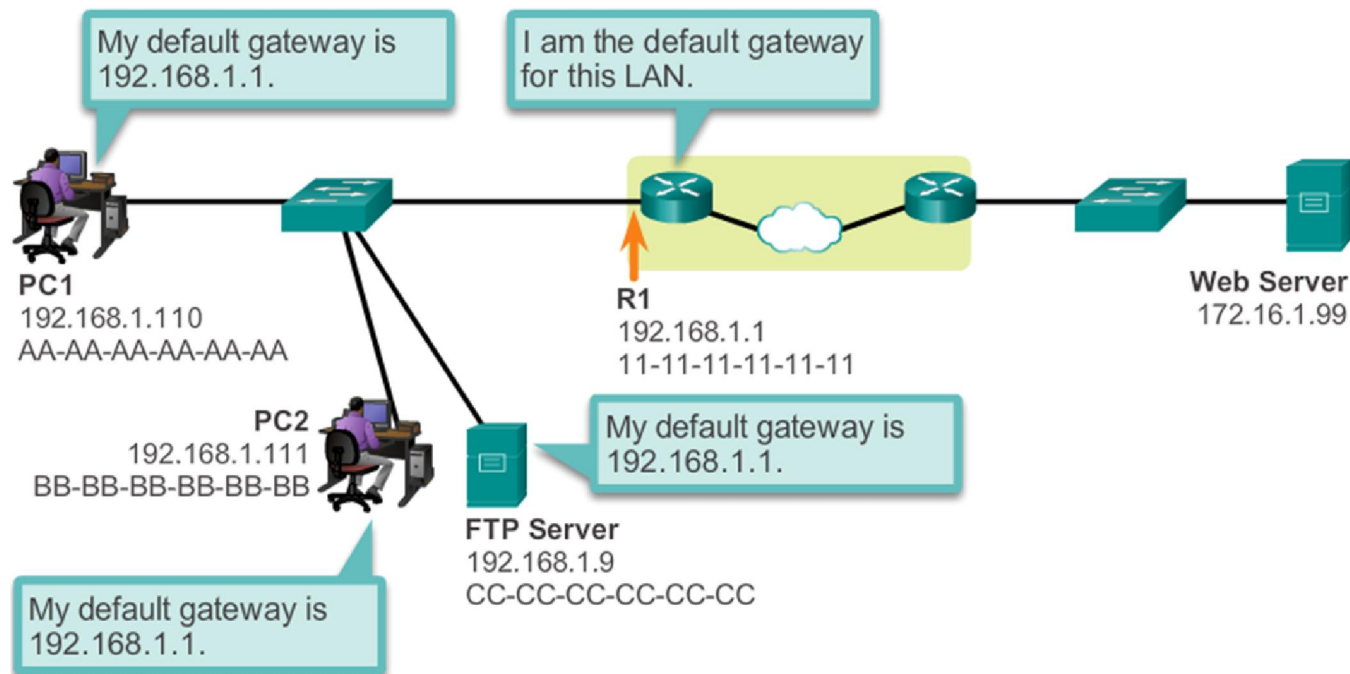 My default gateway is
192.168.1.1.
I am the default gateway
for this LAN.
PC1
192.168.1.110
AA-AA-AA-AA-AA-AA
R1
192.168.1.1
11-11-11-11-11-11
Web Server
172.16.1.99
PC2
192.168.1.111
BB-BB-BB-BB-BB-BB
My default gateway is
192.168.1.1.
FTP Server
192.168.1.9
CC-CC-CC-CC-CC-CC
My default gateway is
192.168.1.1.